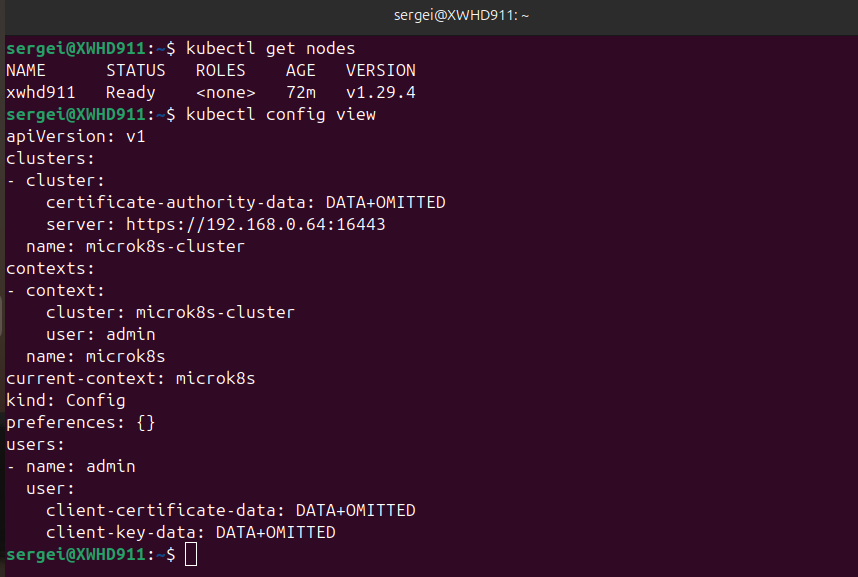 sergei@XWHD911: ~
sergei@XWHD911:~$ kubectl get nodes
NAME      STATUS   ROLES    AGE   VERSION
xwhd911   Ready    <none>   72m   v1.29.4
sergei@XWHD911:~$ kubectl config view
apiVersion: v1
clusters:
- cluster:
    certificate-authority-data: DATA+OMITTED
    server: https://192.168.0.64:16443
  name: microk8s-cluster
contexts:
- context:
    cluster: microk8s-cluster
    user: admin
  name: microk8s
current-context: microk8s
kind: Config
preferences: {}
users:
- name: admin
  user:
    client-certificate-data: DATA+OMITTED
    client-key-data: DATA+OMITTED
sergei@XWHD911:~$